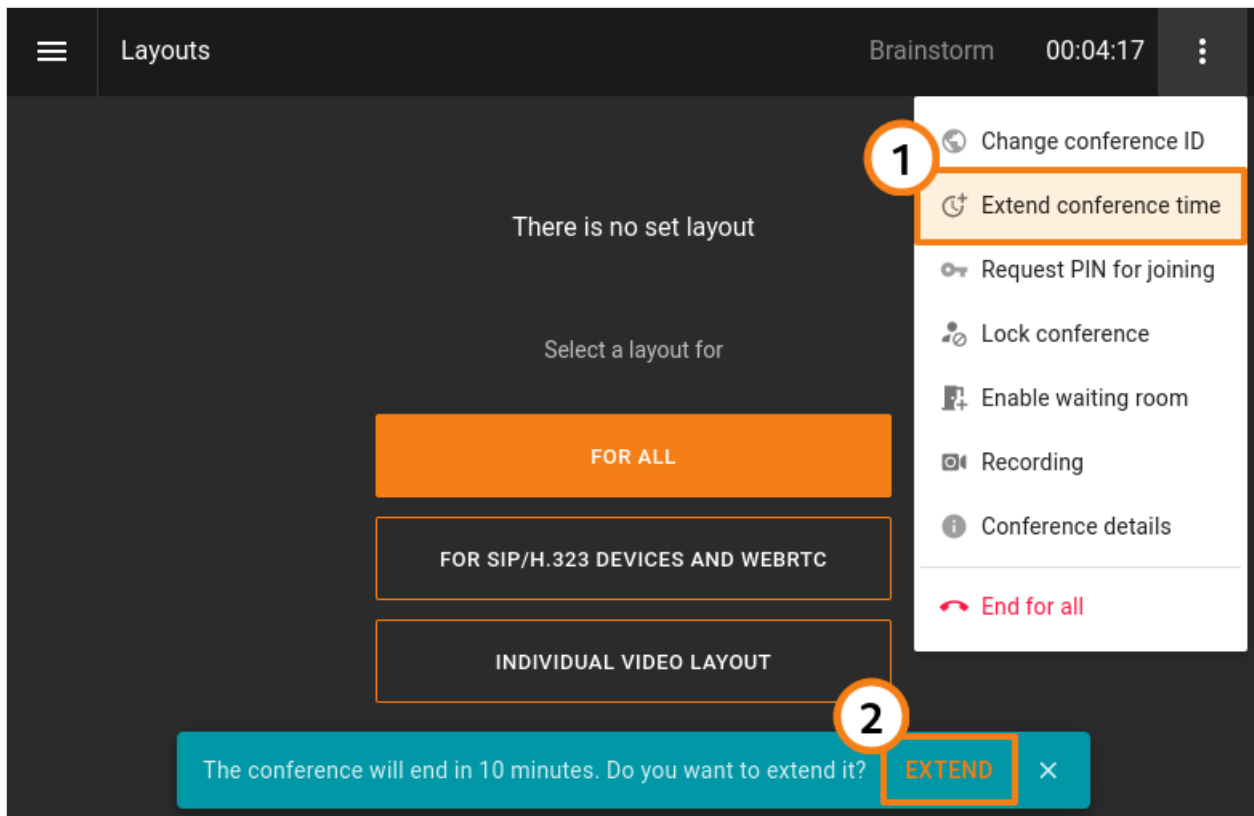 Layouts
Brainstorm
00:04:17
1
Change conference ID
Extend conference time
Request PIN for joining
Lock conference
Enable waiting room
Recording
Conference details
End for all
There is no set layout
Select a layout for
FOR ALL
FOR SIP/H.323 DEVICES AND WEBRTC
INDIVIDUAL VIDEO LAYOUT
2
The conference will end in 10 minutes. Do you want to extend it? EXTEND